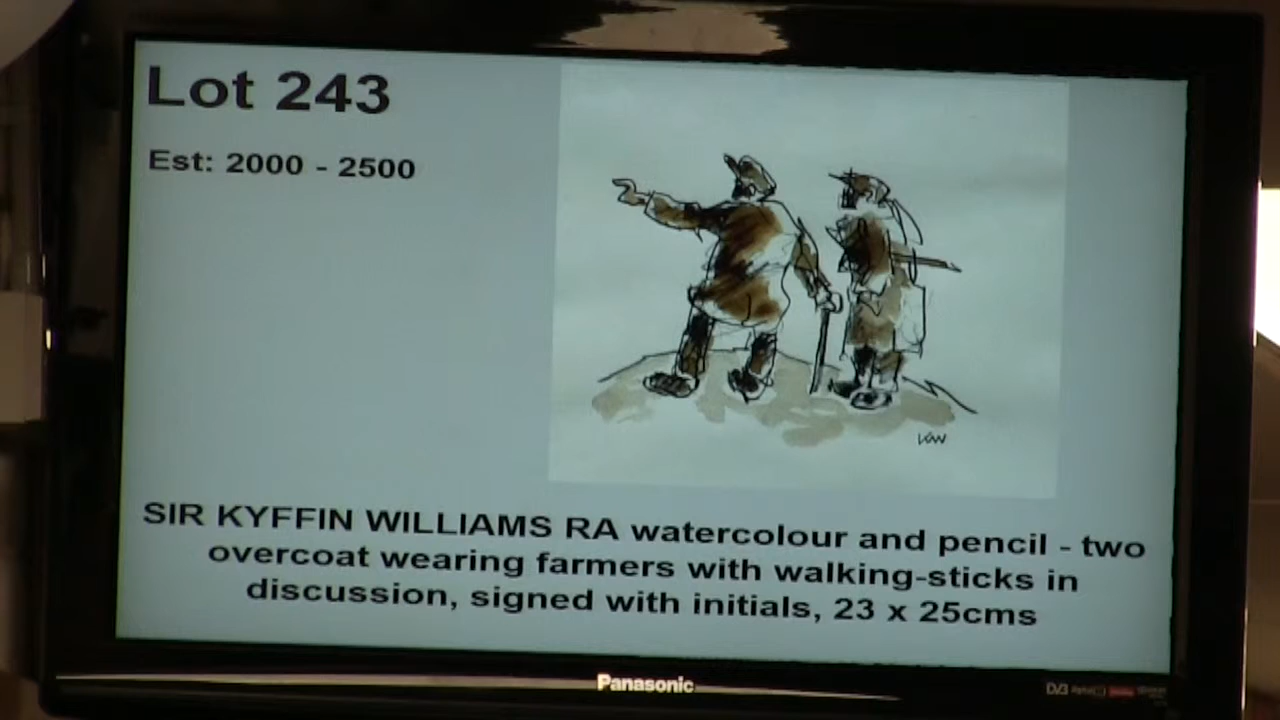 Lot 243
Est: 2000 - 2500
KW
SIR KYFFIN WILLIAMS RA watercolour and pencil - two
overcoat wearing farmers with walking-sticks in
discussion, signed with initials, 23 x 25cms
Panasonic